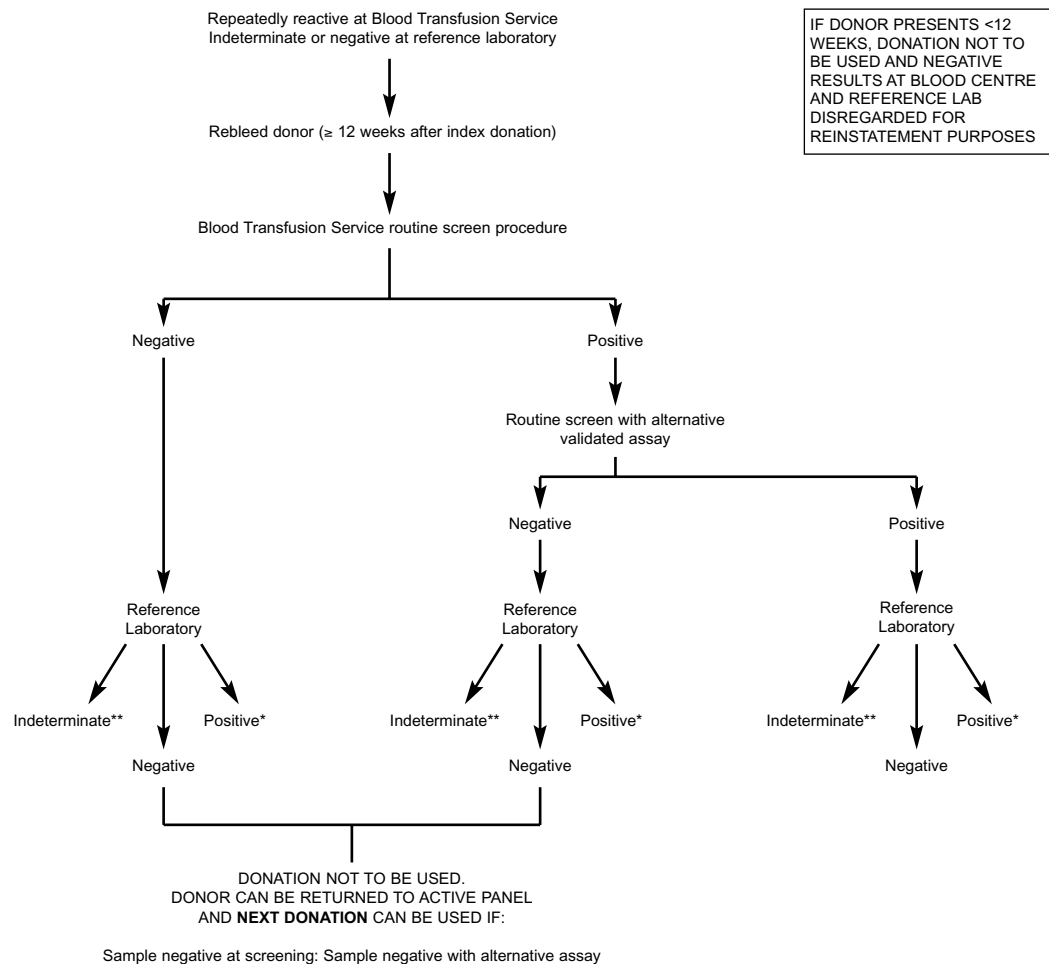 Repeatedly reactive at Blood Transfusion Service
Indeterminate or negative at reference laboratory
IF DONOR PRESENTS <12
WEEKS, DONATION NOT TO
BE USED AND NEGATIVE
RESULTS AT BLOOD CENTRE
AND REFERENCE LAB
DISREGARDED FOR
REINSTATEMENT PURPOSES
Rebleed donor (≥ 12 weeks after index donation)
Blood Transfusion Service routine screen procedure
Negative
Positive
Routine screen with alternative
validated assay
Negative
Positive
Reference
Laboratory
Reference
Laboratory
Reference
Laboratory
Indeterminate**
Positive*
Indeterminate**
Positive*
Indeterminate**
Positive*
Negative
Negative
Negative
DONATION NOT TO BE USED.
DONOR CAN BE RETURNED TO ACTIVE PANEL
AND NEXT DONATION CAN BE USED IF:
Sample negative at screening: Sample negative with alternative assay